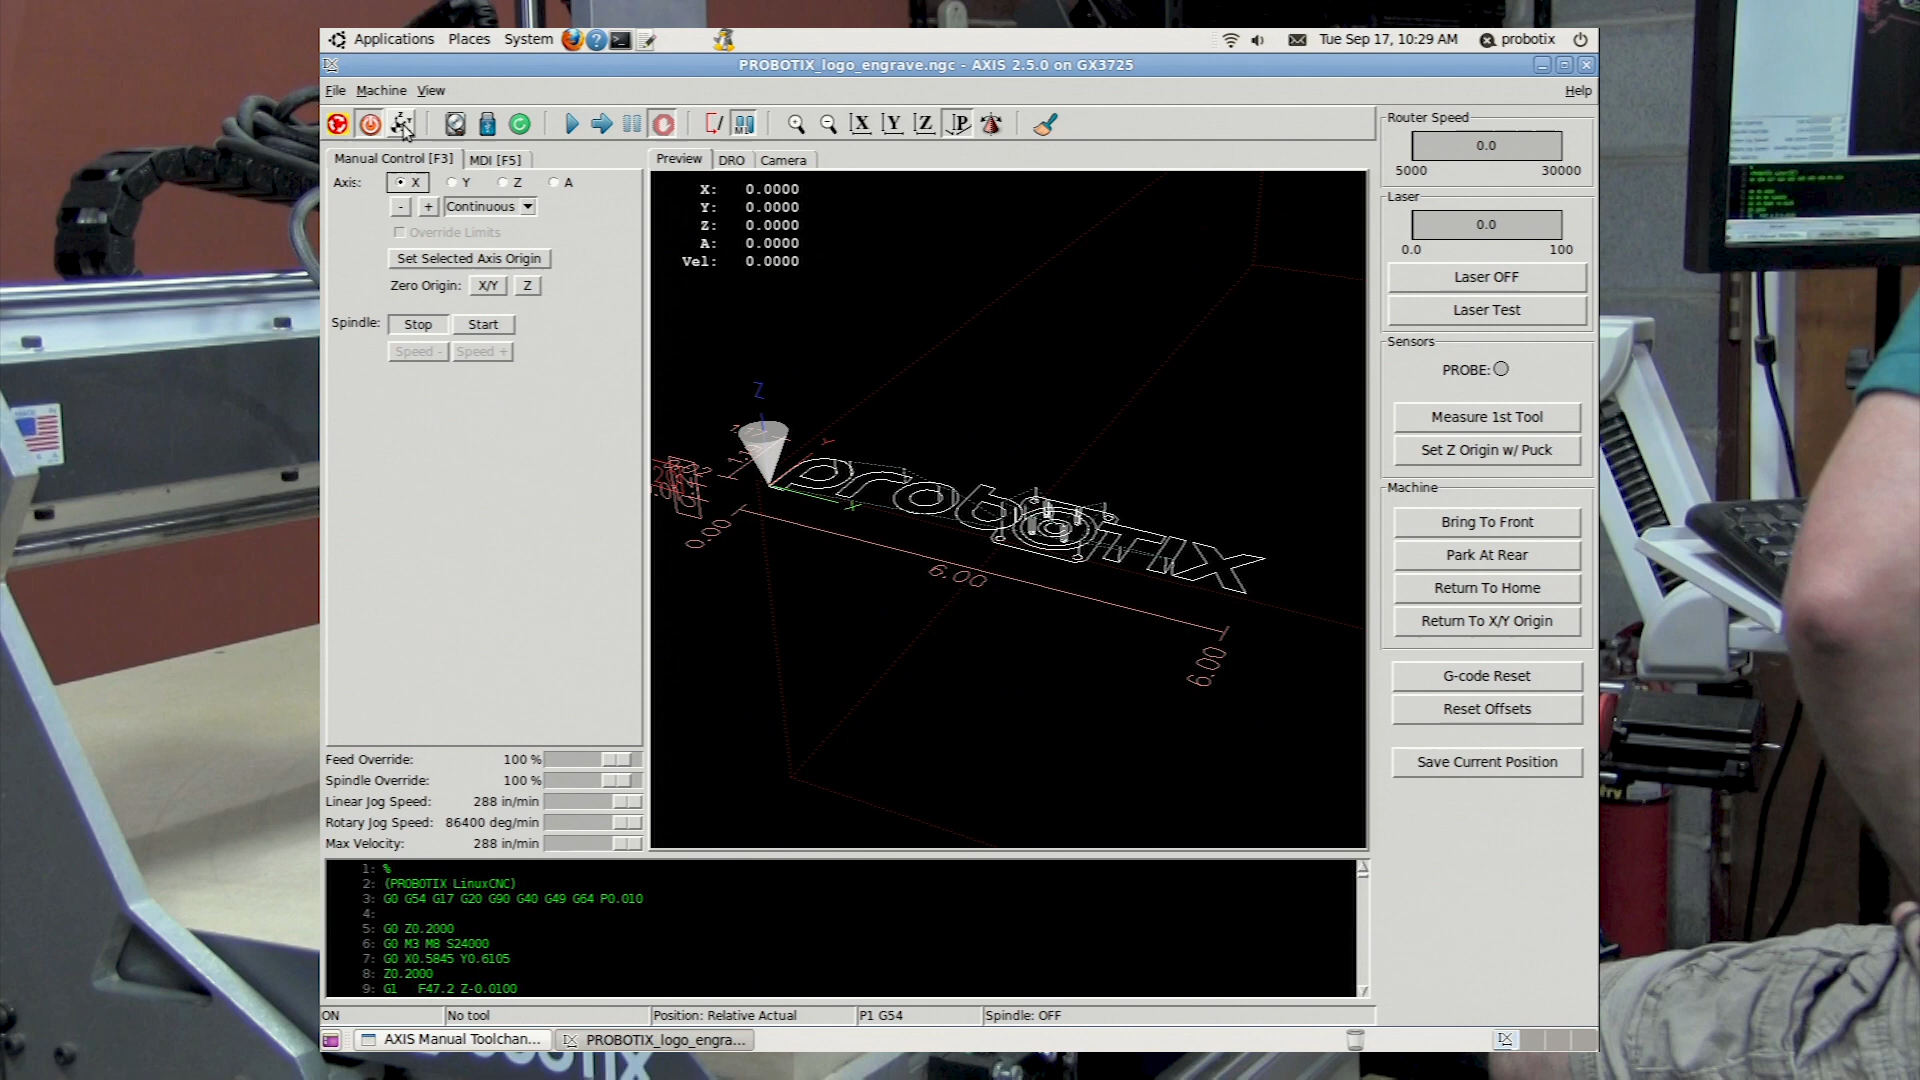 Applications Places System
Tue Sep 17, 10:29 AM probotix
PROBOTIX_logo_engrave.ngc - AXIS 2.5.0 on GX3725
File Machine View Help
X Y Z P
Manual Control [F3] MDI [F5]
Axis: X Y Z A
- + Continuous
Override Limits
Set Selected Axis Origin
Zero Origin: X/Y Z
Spindle: Stop Start
Speed - Speed +
Feed Override: 100 %
Spindle Override: 100 %
Linear Jog Speed: 288 in/min
Rotary Jog Speed: 86400 deg/min
Max Velocity: 288 in/min
Preview DRO Camera
X: 0.0000
Y: 0.0000
Z: 0.0000
A: 0.0000
Vel: 0.0000
Z
Y
X
probotix
0.00
6.00
6.00
Router Speed
0.0
5000 30000
Laser
0.0
0.0 100
Laser OFF
Laser Test
Sensors
PROBE:
Measure 1st Tool
Set Z Origin w/ Puck
Machine
Bring To Front
Park At Rear
Return To Home
Return To X/Y Origin
G-code Reset
Reset Offsets
Save Current Position
1: %
2: (PROBOTIX LinuxCNC)
3: G0 G54 G17 G20 G90 G40 G49 G64 P0.010
4:
5: G0 Z0.2000
6: G0 M3 M8 S24000
7: G0 X0.5845 Y0.6105
8: Z0.2000
9: G1 F47.2 Z-0.0100
ON No tool Position: Relative Actual P1 G54 Spindle: OFF
AXIS Manual Toolchan... PROBOTIX_logo_engra...